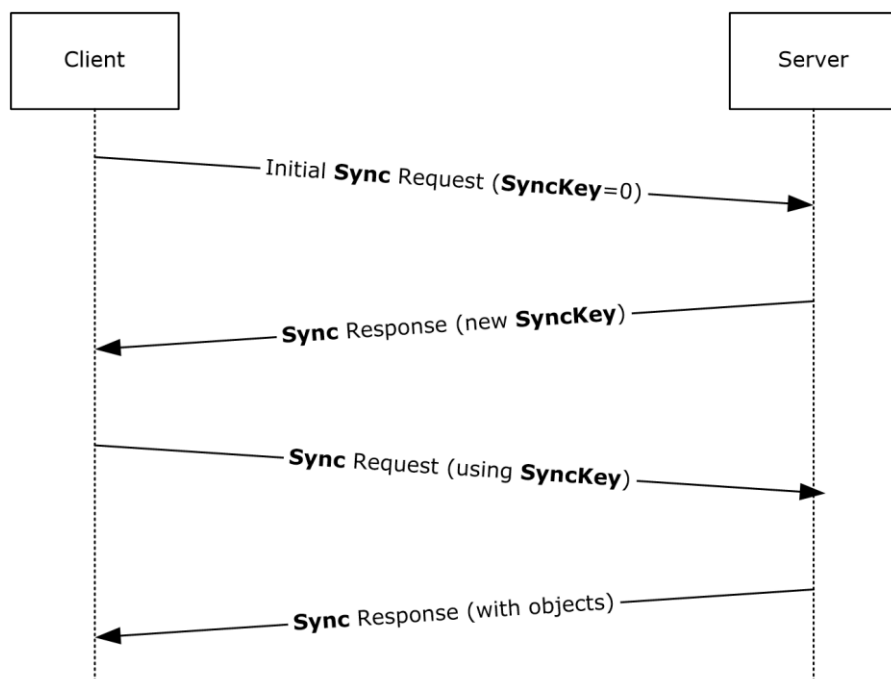 Client
Server
Initial Sync Request (SyncKey=0)
Sync Response (new SyncKey)
Sync Request (using SyncKey)
Sync Response (with objects)